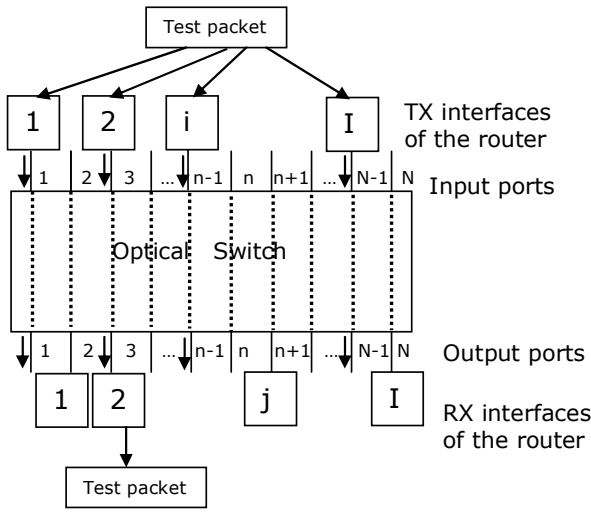 Test packet
1 2 i I
TX interfaces
of the router
1 2 3 ... n-1 n n+1 ... N-1 N
Input ports
Optical Switch
1 2 3 ... n-1 n n+1 ... N-1 N
Output ports
1 2 j I
RX interfaces
of the router
Test packet